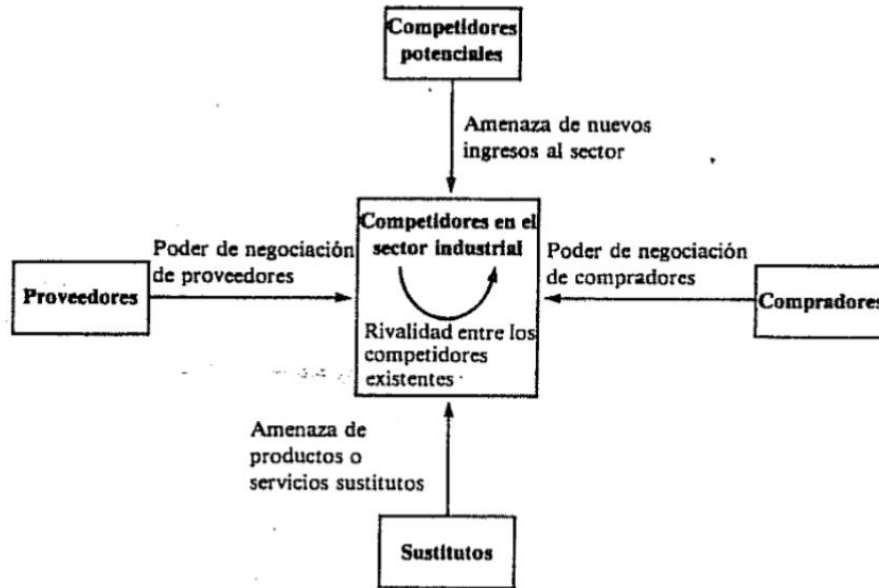 Competidores
potenciales
Amenaza de nuevos
ingresos al sector
Competidores en el
sector industrial
Poder de negociación
de proveedores
Poder de negociación
de compradores
Proveedores
Compradores
Rivalidad entre los
competidores
existentes
Amenaza de
productos o
servicios sustitutos
Sustitutos